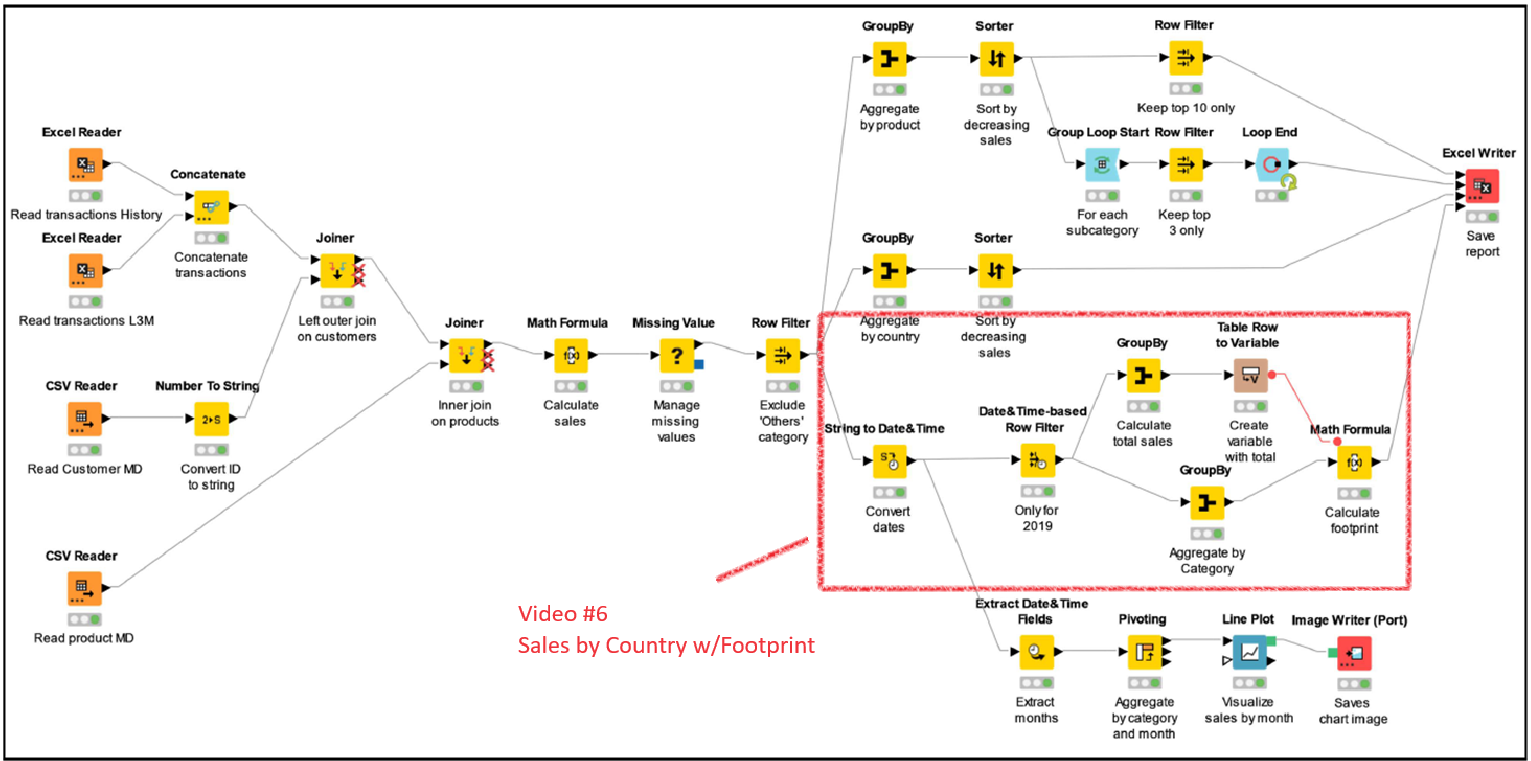 GroupBy
Aggregate
by product
Sorter
Sort by
decreasing
sales
Row Filter
Keep top 10 only
Group Loop Start
For each
subcategory
Row Filter
Keep top
3 only
Loop End
Excel Writer
Save
report
Excel Reader
Read transactions History
Excel Reader
Read transactions L3M
Concatenate
Concatenate
transactions
Joiner
Left outer join
on customers
CSV Reader
Read Customer MD
Number To String
2 S
Convert ID
to string
CSV Reader
Read product MD
Joiner
Inner join
on products
Math Formula
f(x)
Calculate
sales
Missing Value
?
Manage
missing
values
Row Filter
Exclude
'Others'
category
GroupBy
Aggregate
by country
Sorter
Sort by
decreasing
sales
String to Date&Time
S
Convert
dates
Date&Time-based
Row Filter
Only for
2019
GroupBy
Calculate
total sales
Table Row
to Variable
V
Create
variable
with total
GroupBy
Aggregate by
Category
Math Formula
f(x)
Calculate
footprint
Video #6
Sales by Country w/Footprint
Extract Date&Time
Fields
Extract
months
Pivoting
Aggregate
by category
and month
Line Plot
Visualize
sales by month
Image Writer (Port)
Saves
chart image